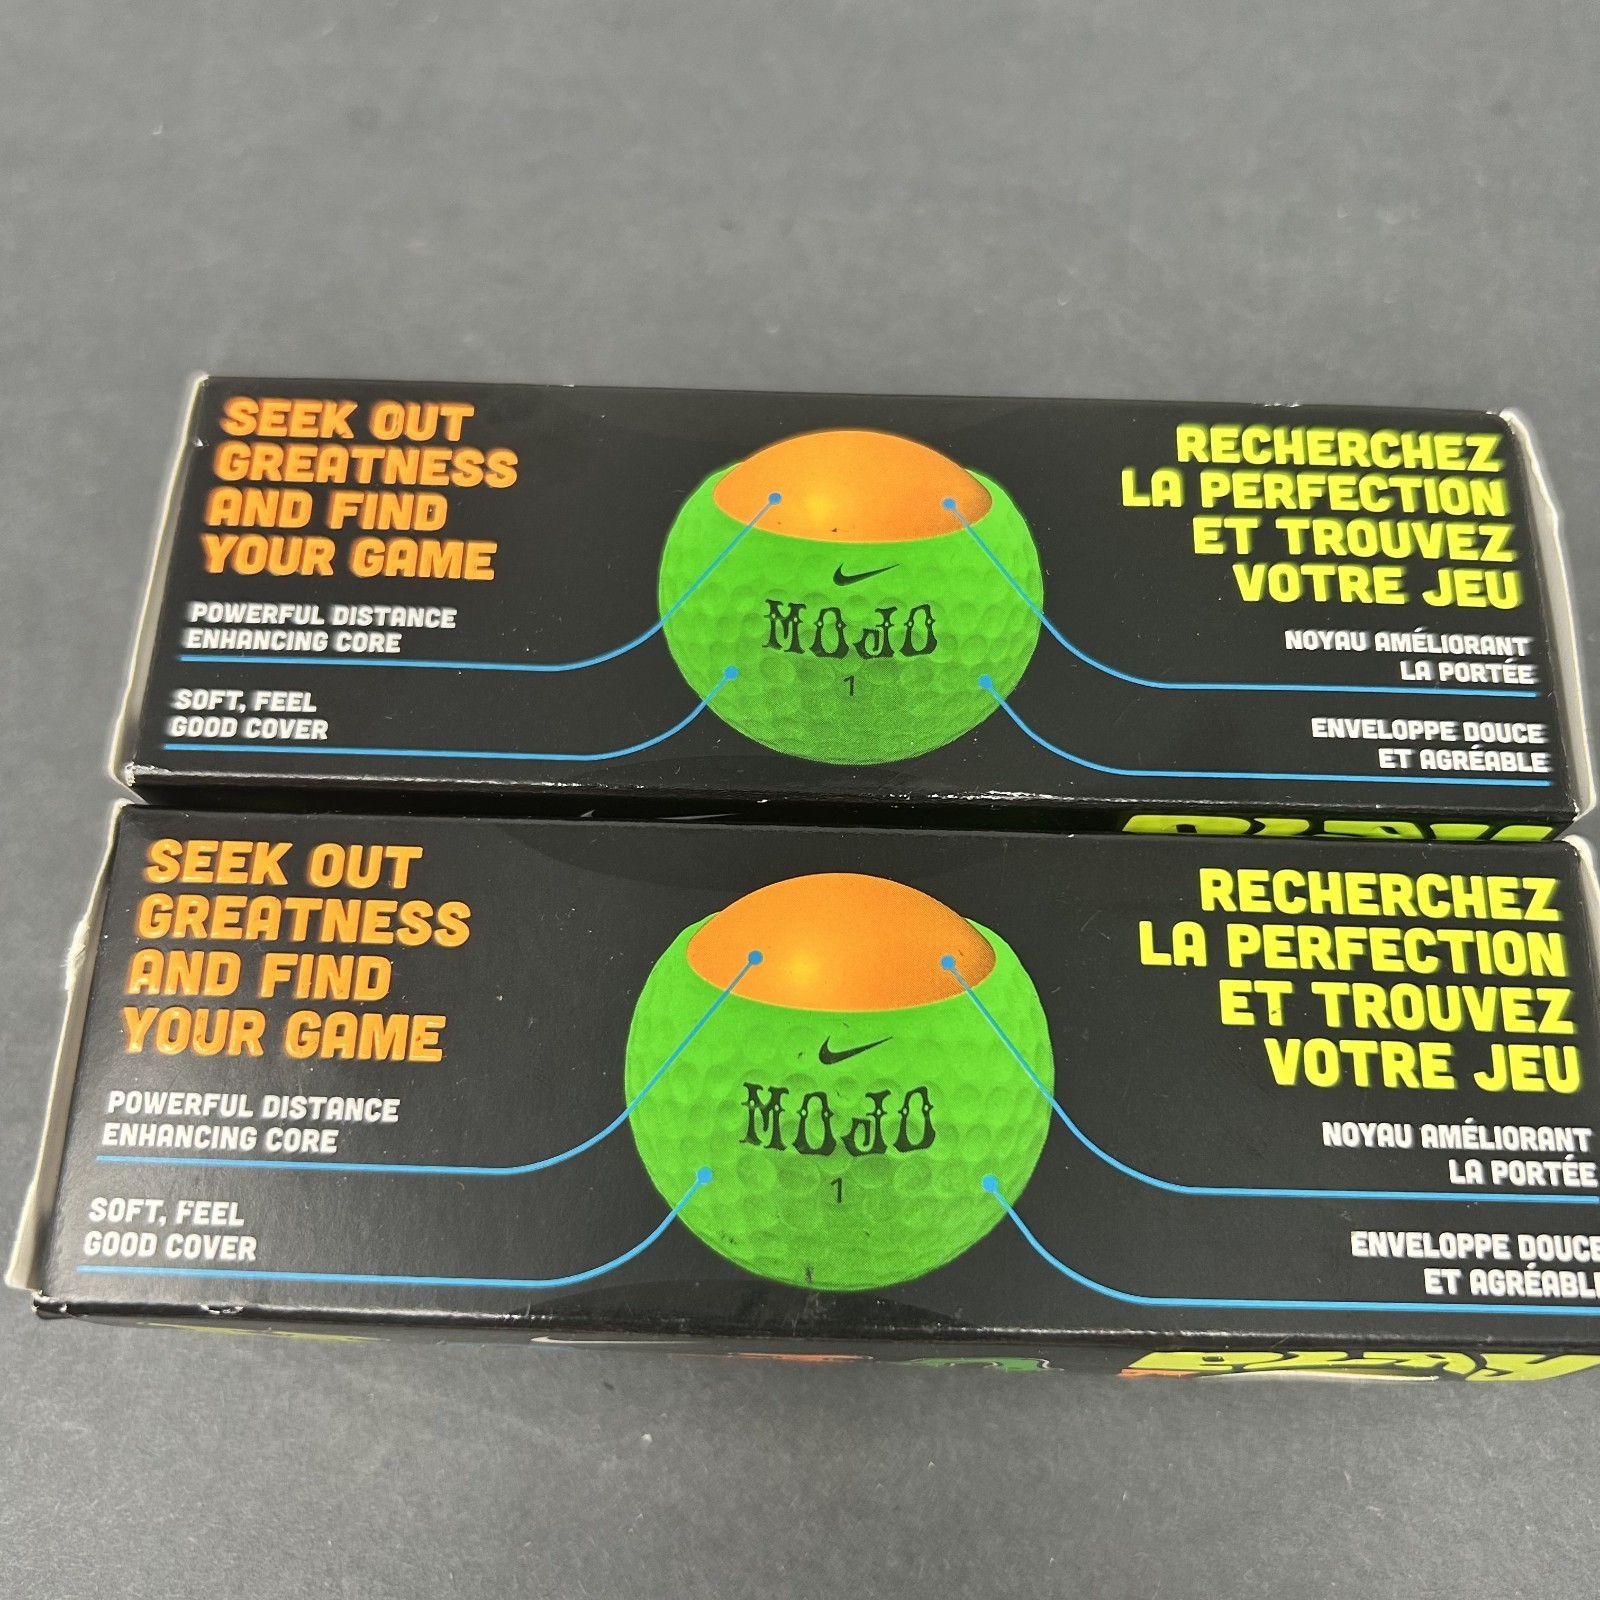 SEEK OUT
GREATNESS
AND FIND
YOUR GAME
POWERFUL DISTANCE
ENHANCING CORE
SOFT, FEEL
GOOD COVER
MOJO
1
RECHERCHEZ
LA PERFECTION
ET TROUVEZ
VOTRE JEU
NOYAU AMÉLIORANT
LA PORTÉE
ENVELOPPE DOUCE
ET AGRÉABLE
PLAY
SEEK OUT
GREATNESS
AND FIND
YOUR GAME
POWERFUL DISTANCE
ENHANCING CORE
SOFT, FEEL
GOOD COVER
MOJO
1
RECHERCHEZ
LA PERFECTION
ET TROUVEZ
VOTRE JEU
NOYAU AMÉLIORANT
LA PORTÉE
ENVELOPPE DOUCE
ET AGRÉABL
PLAY